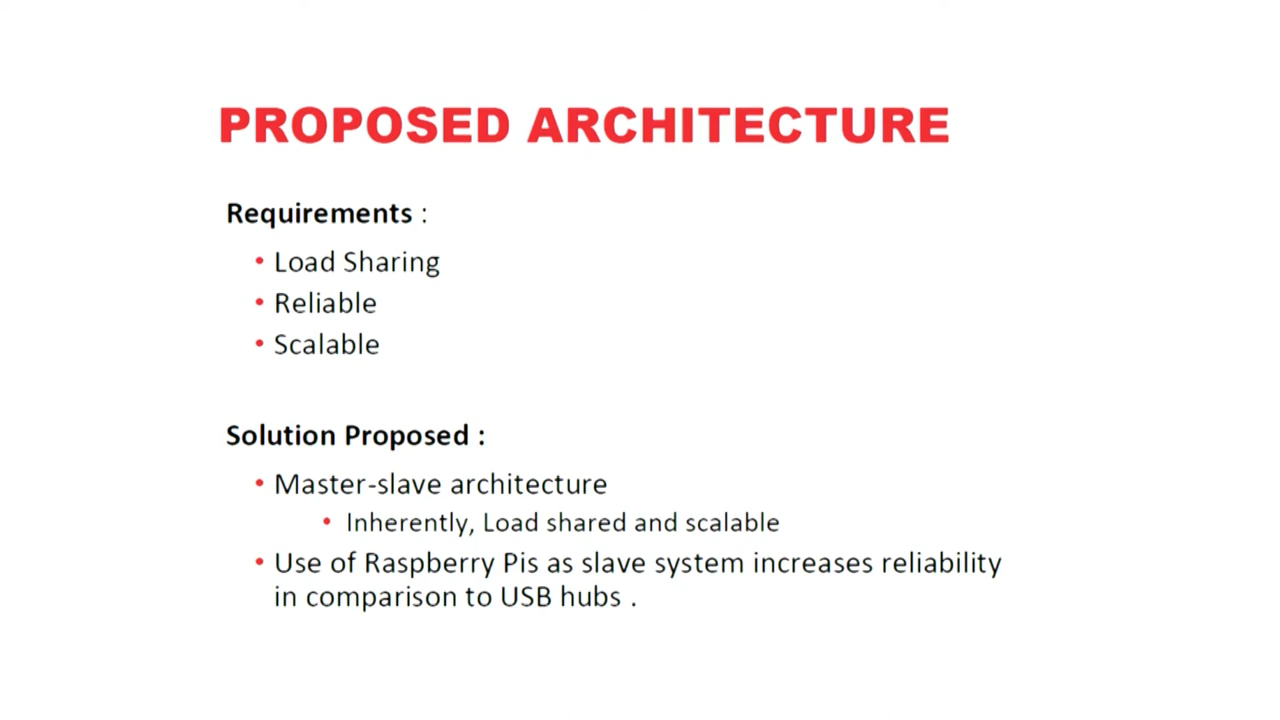 PROPOSED ARCHITECTURE
Requirements :
• Load Sharing
• Reliable
• Scalable
Solution Proposed :
• Master-slave architecture
• Inherently, Load shared and scalable
• Use of Raspberry Pis as slave system increases reliability
in comparison to USB hubs .